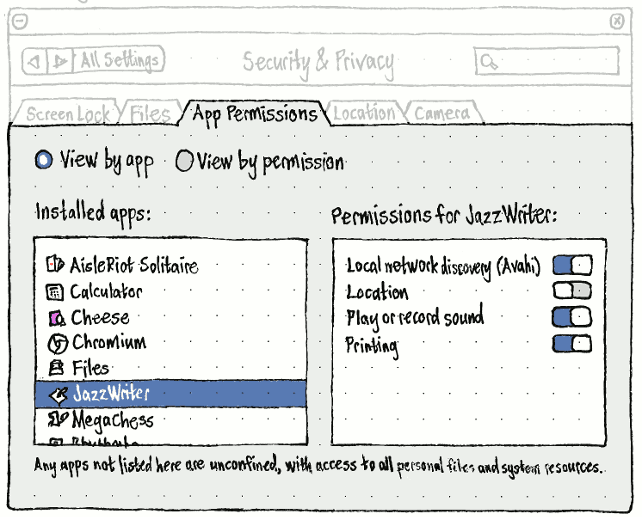 All Settings
Security & Privacy
Screen Lock
Files
App Permissions
Location
Camera
View by app
View by permission
Installed apps:
AisleRiot Solitaire
Calculator
Cheese
Chromium
Files
JazzWriter
MegaChess
Permissions for JazzWriter:
Local network discovery (Avahi)
Location
Play or record sound
Printing
Any apps not listed here are unconfined, with access to all personal files and system resources.